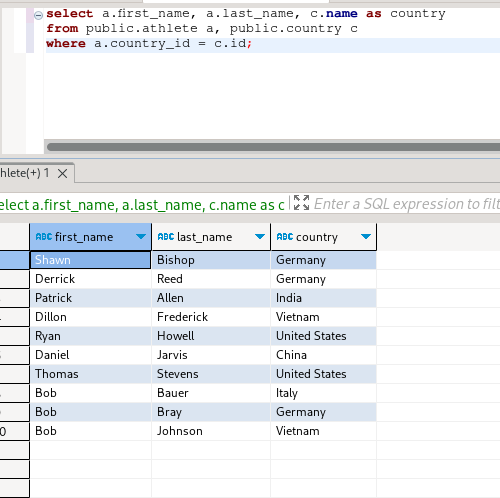 select a.first_name, a.last_name, c.name as country
from public.athlete a, public.country c
where a.country_id = c.id;
hlete(+) 1
elect a.first_name, a.last_name, c.name as c Enter a SQL expression to filt
ABC first_name ABC last_name ABC country
Shawn Bishop Germany
Derrick Reed Germany
Patrick Allen India
Dillon Frederick Vietnam
Ryan Howell United States
Daniel Jarvis China
Thomas Stevens United States
Bob Bauer Italy
Bob Bray Germany
0 Bob Johnson Vietnam